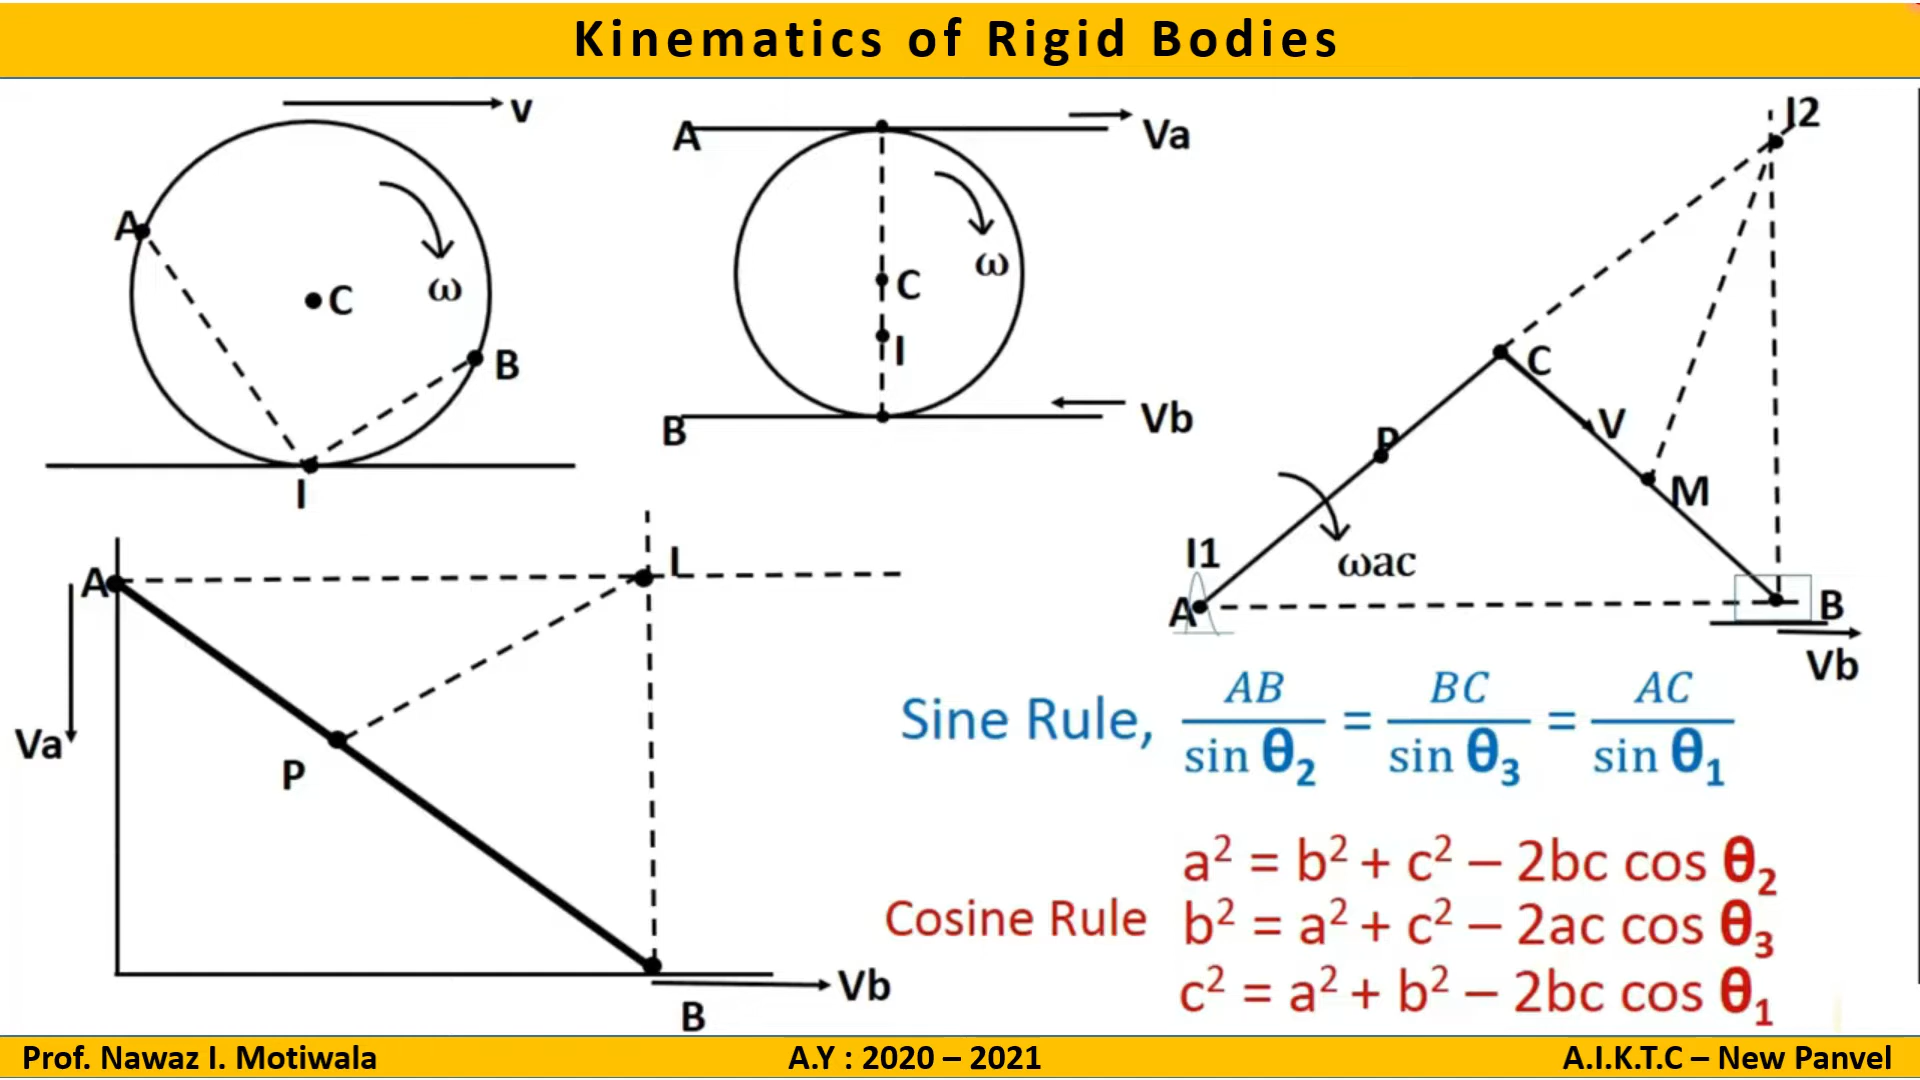 Kinematics of Rigid Bodies
v
A
ω
C
B
I
A
Va
ω
C
I
B
Vb
I2
C
V
P
M
I1
ωac
A
B
Vb
A
I
Va
P
Vb
B
Sine Rule, AB/sin θ₂ = BC/sin θ₃ = AC/sin θ₁
a² = b² + c² – 2bc cos θ₂
Cosine Rule b² = a² + c² – 2ac cos θ₃
c² = a² + b² – 2bc cos θ₁
Prof. Nawaz I. Motiwala
A.Y : 2020 – 2021
A.I.K.T.C – New Panvel